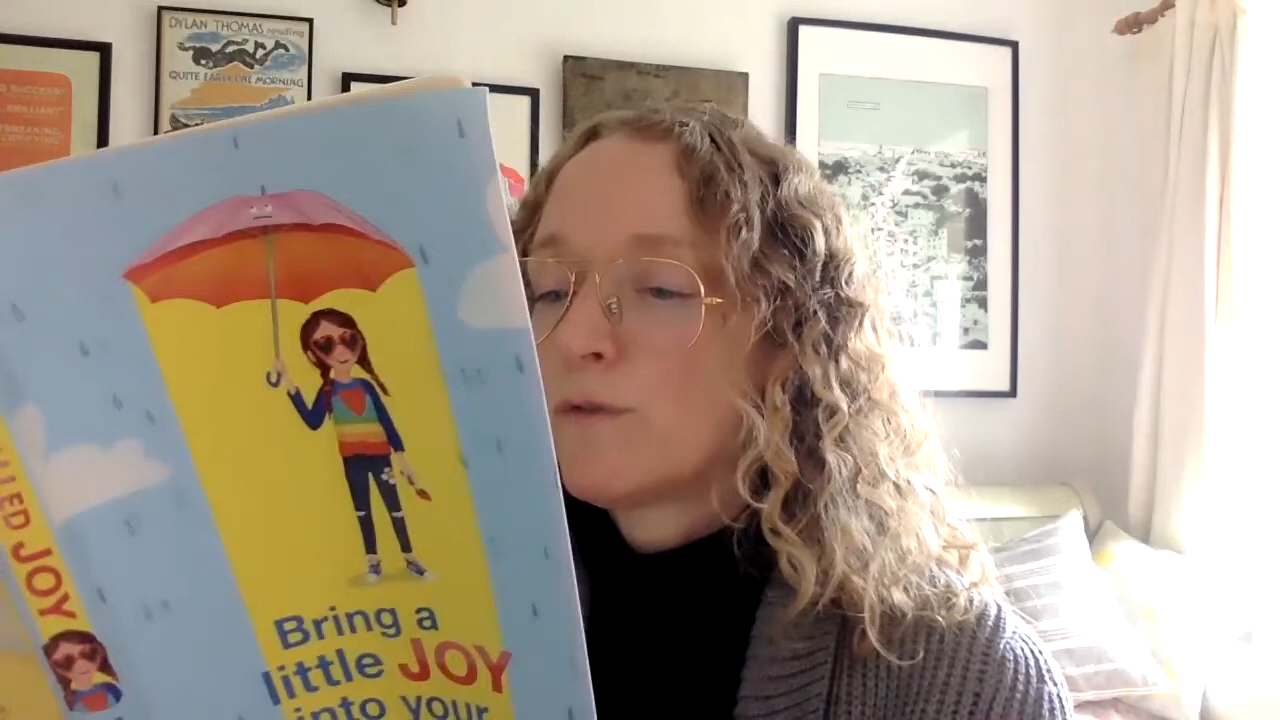 DYLAN THOMAS reading
QUITE EARLY ONE MORNING
SUCCESS
BRILLIANT
Bring a
little JOY
into your
JOY